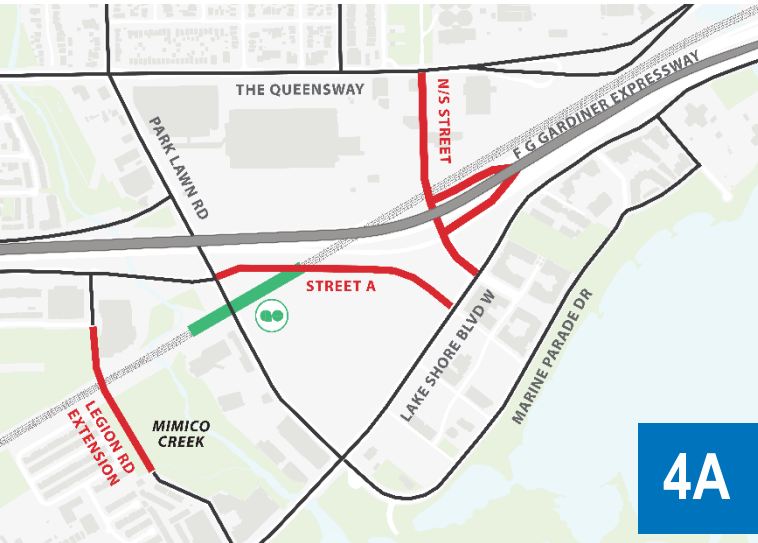 THE QUEENSWAY
N/S STREET
F G GARDINER EXPRESSWAY
PARK LAWN RD
STREET A
LAKE SHORE BLVD W
MARINE PARADE DR
LEGION RD
EXTENSION
MIMICO
CREEK
4A